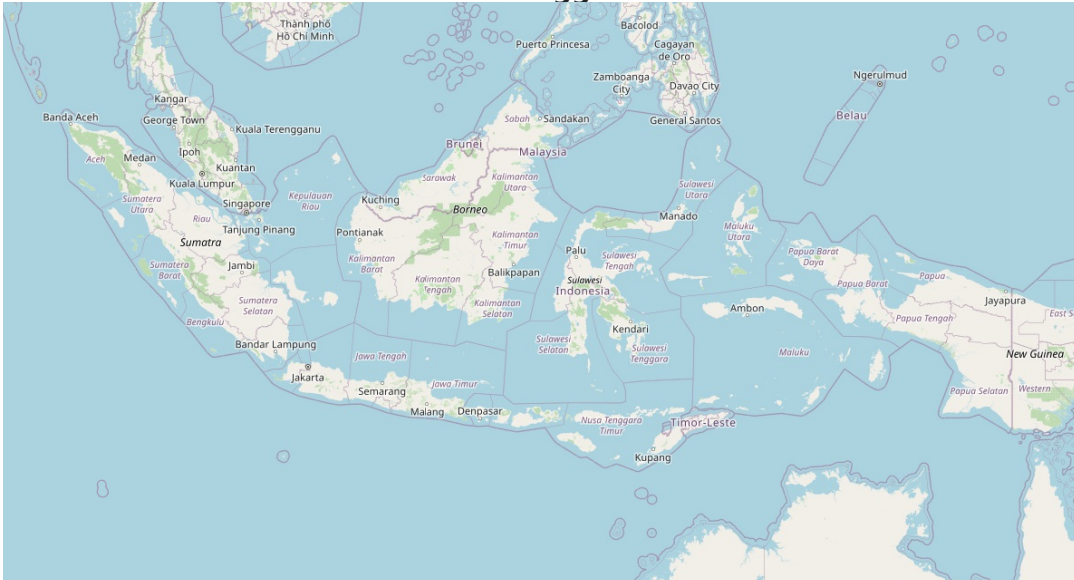 Thành phố
Hồ Chí Minh
Bacolod
Puerto Princesa
Cagayan
de Oro
Zamboanga
City
Davao City
Ngerulmud
Kangar
Banda Aceh
George Town
Kuala Terengganu
Sabah
Sandakan
General Santos
Belau
Brunei
Malaysia
Ipoh
Aceh
Medan
Kuantan
Kuala Lumpur
Sarawak
Kalimantan
Utara
Sulawesi
Utara
Sumatera
Utara
Kepulauan
Riau
Kuching
Singapore
Borneo
Riau
Manado
Tanjung Pinang
Pontianak
Maluku
Utara
Sumatra
Kalimantan
Timur
Palu
Papua Barat
Daya
Sumatera
Barat
Jambi
Kalimantan
Barat
Balikpapan
Sulawesi
Tengah
Sulawesi
Indonesia
Papua Barat
Papua
Kalimantan
Tengah
Sumatera
Selatan
Kalimantan
Selatan
Ambon
Jayapura
Papua Tengah
East S
Bengkulu
Kendari
Bandar Lampung
Sulawesi
Selatan
Sulawesi
Tenggara
Jawa Tengah
Maluku
New Guinea
Jakarta
Semarang
Jawa Timur
Papua Selatan
Western
Malang
Denpasar
Nusa Tenggara
Timur
Timor-Leste
Kupang